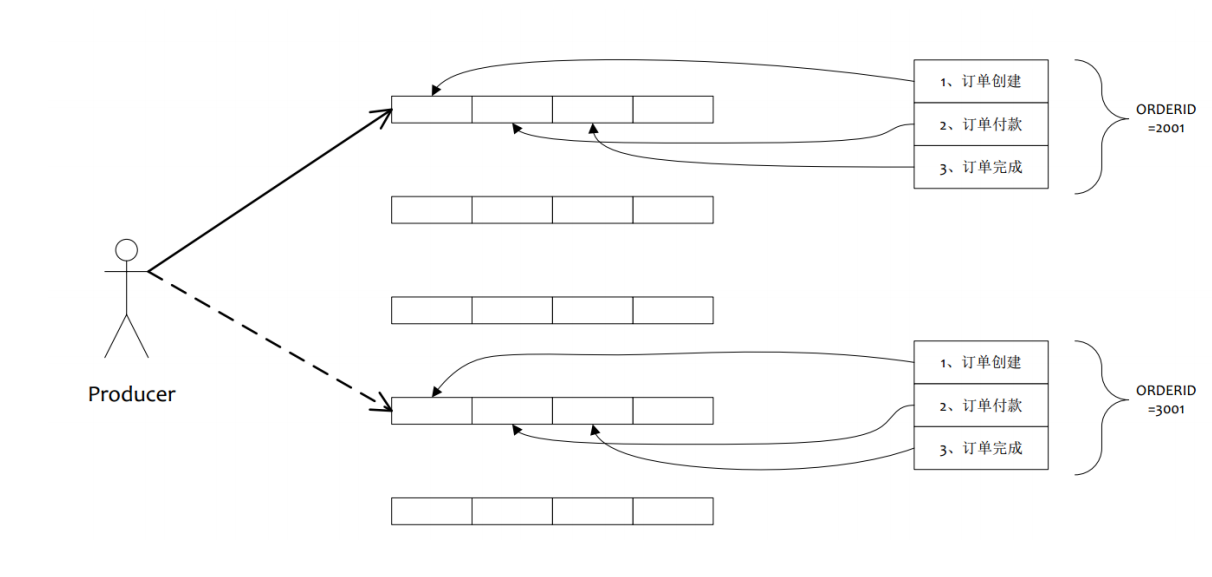 1、订单创建
2、订单付款
3、订单完成
ORDERID
=2001
Producer
1、订单创建
2、订单付款
3、订单完成
ORDERID
=3001